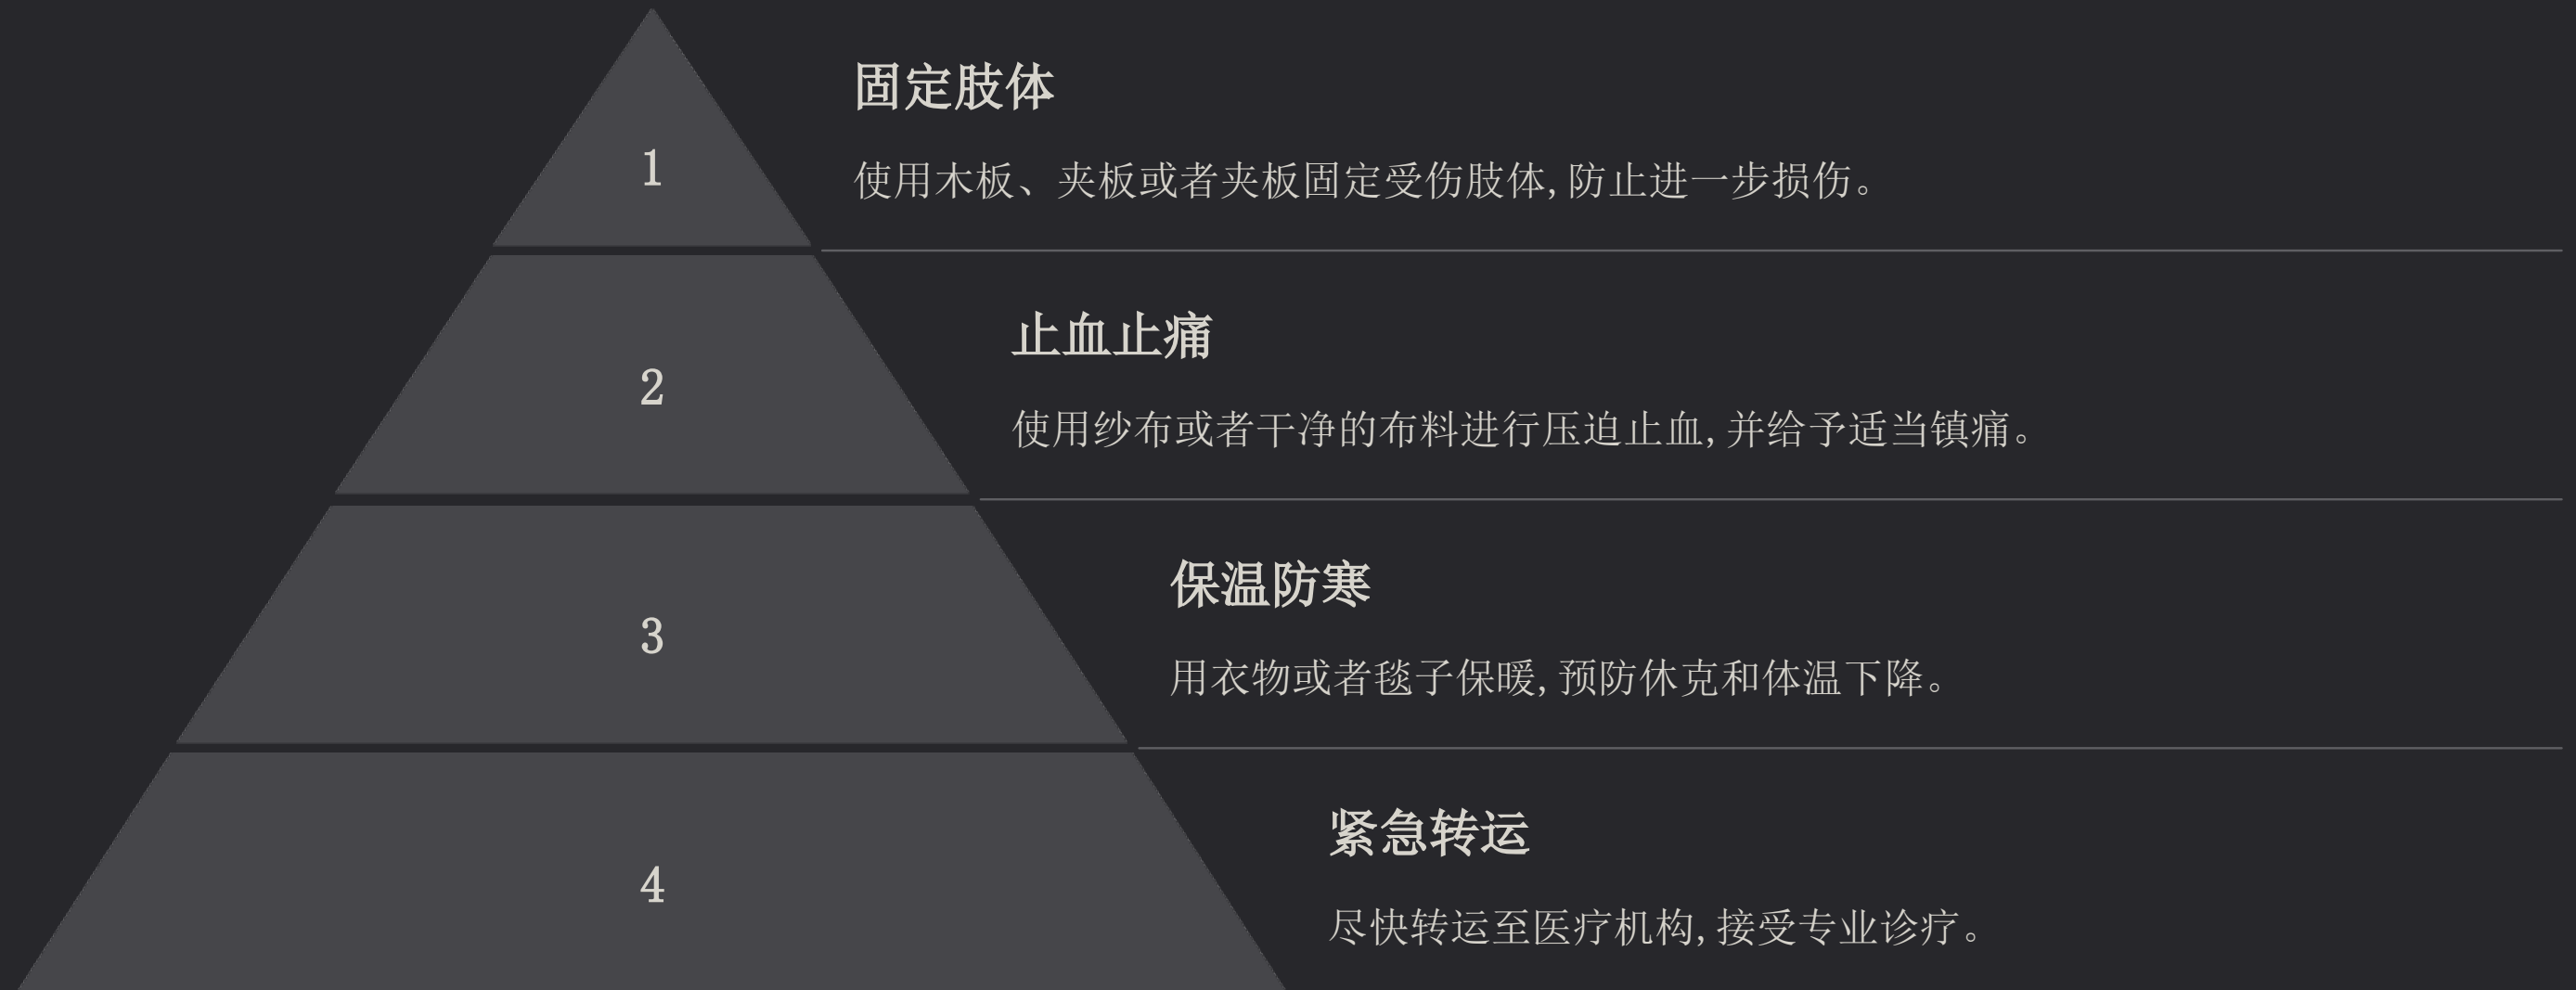 1
固定肢体
使用木板、夹板或者夹板固定受伤肢体,防止进一步损伤。
2
止血止痛
使用纱布或者干净的布料进行压迫止血,并给予适当镇痛。
3
保温防寒
用衣物或者毯子保暖,预防休克和体温下降。
4
紧急转运
尽快转运至医疗机构,接受专业诊疗。